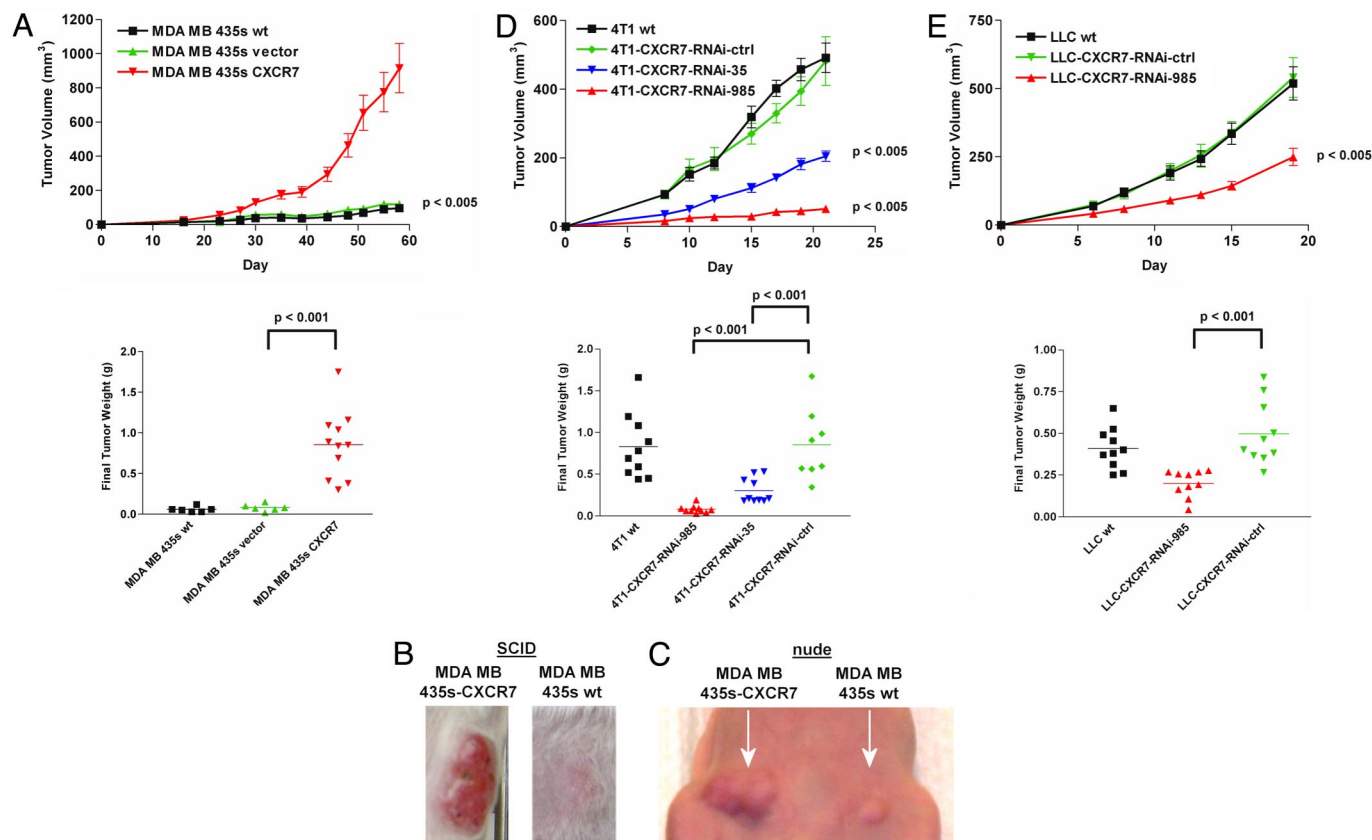 A
MDA MB 435s wt
MDA MB 435s vector
MDA MB 435s CXCR7
Tumor Volume (mm3)
1200
1000
800
600
400
200
0
0
10
20
30
40
50
60
Day
p < 0.005
Final Tumor Weight (g)
2.0
1.5
1.0
0.5
0.0
p < 0.001
MDA MB 435s wt
MDA MB 435s vector
MDA MB 435s CXCR7
D
4T1 wt
4T1-CXCR7-RNAi-ctrl
4T1-CXCR7-RNAi-35
4T1-CXCR7-RNAi-985
Tumor Volume (mm3)
600
400
200
0
0
5
10
15
20
25
Day
p < 0.005
p < 0.005
Final Tumor Weight (g)
2.0
1.5
1.0
0.5
0.0
p < 0.001
p < 0.001
4T1 wt
4T1-CXCR7-RNAi-985
4T1-CXCR7-RNAi-35
4T1-CXCR7-RNAi-ctrl
E
LLC wt
LLC-CXCR7-RNAi-ctrl
LLC-CXCR7-RNAi-985
Tumor Volume (mm3)
750
500
250
0
0
5
10
15
20
Day
p < 0.005
Final Tumor Weight (g)
1.00
0.75
0.50
0.25
0.00
p < 0.001
LLC wt
LLC-CXCR7-RNAi-985
LLC-CXCR7-RNAi-ctrl
B
SCID
MDA MB
435s-CXCR7
MDA MB
435s wt
C
nude
MDA MB
435s-CXCR7
MDA MB
435s wt